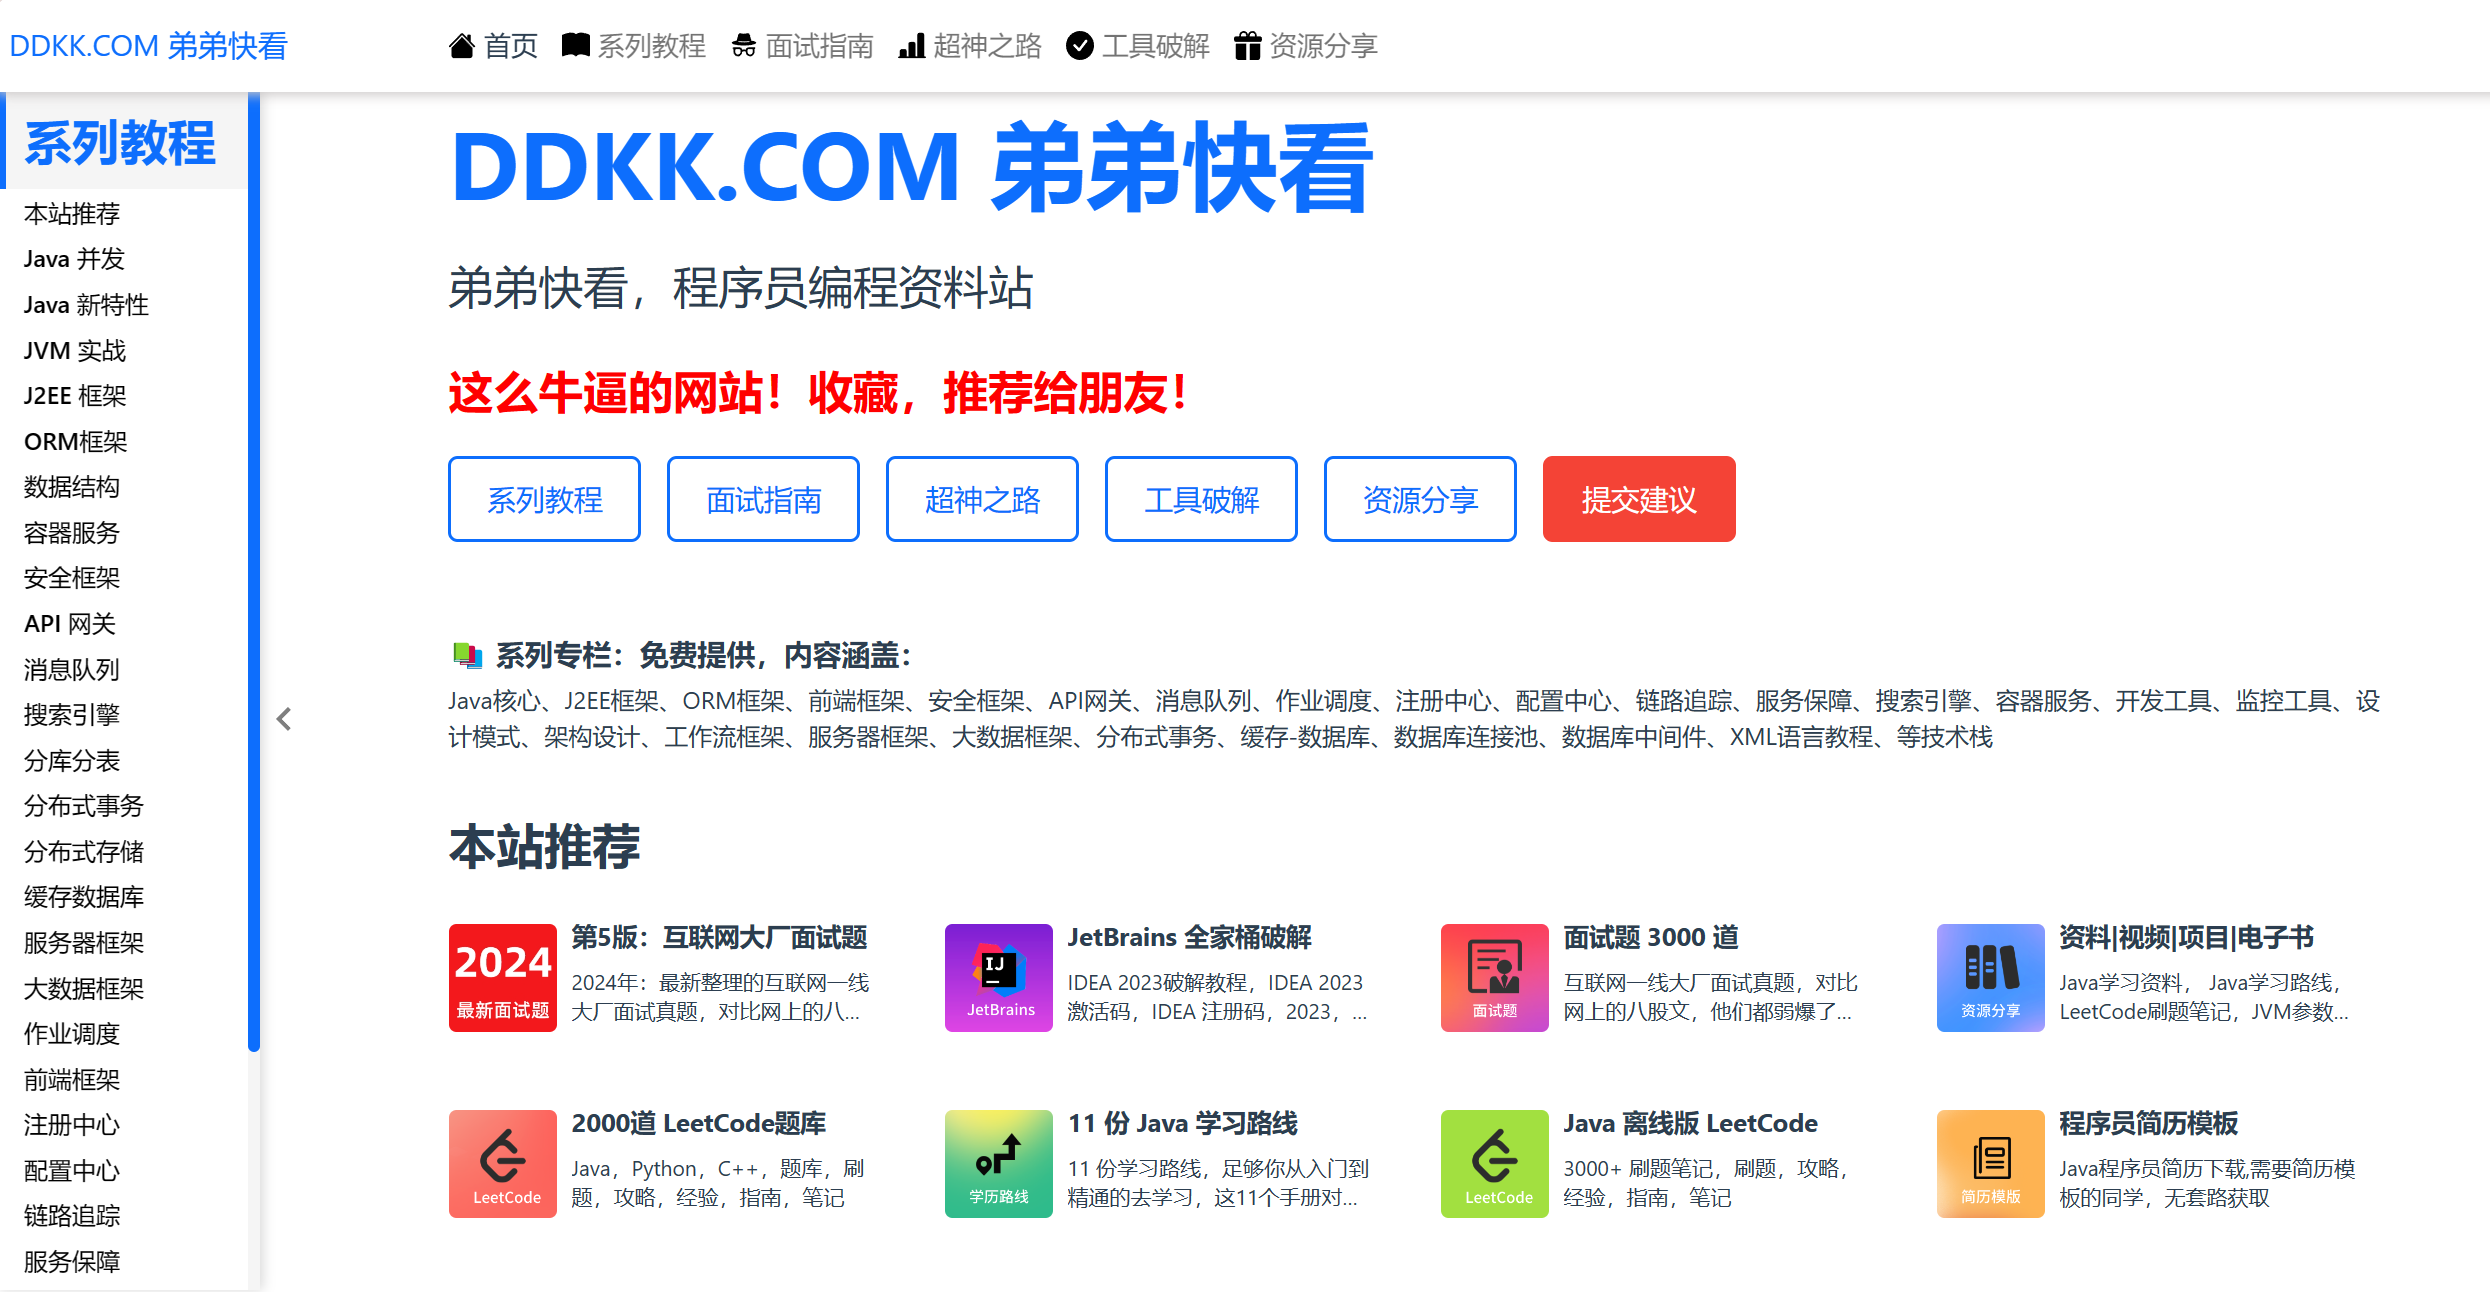 DDKK.COM 弟弟快看
首页 系列教程 面试指南 超神之路 工具破解 资源分享
系列教程
本站推荐
Java 并发
Java 新特性
JVM 实战
J2EE 框架
ORM框架
数据结构
容器服务
安全框架
API 网关
消息队列
搜索引擎
分库分表
分布式事务
分布式存储
缓存数据库
服务器框架
大数据框架
作业调度
前端框架
注册中心
配置中心
链路追踪
服务保障
DDKK.COM 弟弟快看
弟弟快看，程序员编程资料站
这么牛逼的网站！收藏，推荐给朋友！
系列教程 面试指南 超神之路 工具破解 资源分享 提交建议
系列专栏：免费提供，内容涵盖：
Java核心、J2EE框架、ORM框架、前端框架、安全框架、API网关、消息队列、作业调度、注册中心、配置中心、链路追踪、服务保障、搜索引擎、容器服务、开发工具、监控工具、设
计模式、架构设计、工作流框架、服务器框架、大数据框架、分布式事务、缓存-数据库、数据库连接池、数据库中间件、XML语言教程、等技术栈
本站推荐
2024
最新面试题
第5版：互联网大厂面试题
2024年：最新整理的互联网一线
大厂面试真题，对比网上的八...
IJ
JetBrains
JetBrains 全家桶破解
IDEA 2023破解教程，IDEA 2023
激活码，IDEA 注册码，2023，...
面试题
面试题 3000 道
互联网一线大厂面试真题，对比
网上的八股文，他们都弱爆了...
资源分享
资料|视频|项目|电子书
Java学习资料， Java学习路线，
LeetCode刷题笔记，JVM参数...
LeetCode
2000道 LeetCode题库
Java，Python，C++，题库，刷
题，攻略，经验，指南，笔记
学历路线
11 份 Java 学习路线
11 份学习路线，足够你从入门到
精通的去学习，这11个手册对...
LeetCode
Java 离线版 LeetCode
3000+ 刷题笔记，刷题，攻略，
经验，指南，笔记
简历模版
程序员简历模板
Java程序员简历下载,需要简历模
板的同学，无套路获取